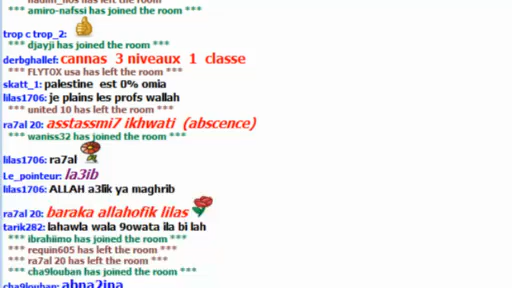 *** nadim_nos has left the room ***
*** amiro-nafssi has joined the room ***
trop c trop_2:
*** djayji has joined the room ***
derbghallef: cannas 3 niveaux 1 classe
*** FLYTOX usa has left the room ***
skatt_1: palestine est 0% omia
lilas1706: je plains les profs wallah
*** united 10 has left the room ***
ra7al 20: asstassmi7 ikhwati (abscence)
*** waniss32 has joined the room ***
lilas1706: ra7al
Le_pointeur: la3ib
lilas1706: ALLAH a3lik ya maghrib
ra7al 20: baraka allahofik lilas
tarik282: lahawla wala 9owata ila bi lah
*** ibrahiimo has joined the room ***
*** requin605 has left the room ***
*** ra7al 20 has left the room ***
*** cha9louban has joined the room ***
cha9louban: abna2ina